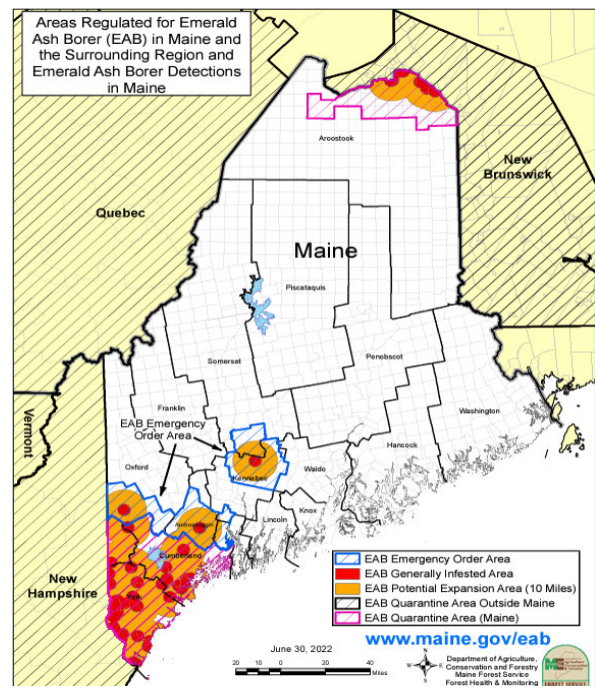 Areas Regulated for Emerald
Ash Borer (EAB) in Maine and
the Surrounding Region and
Emerald Ash Borer Detections
in Maine
Aroostook
New
Brunswick
Quebec
Maine
Piscataquis
Somerset
Penobscot
Franklin
Washington
Vermont
EAB Emergency
Order Area
Hancock
Oxford
Waldo
Kennebec
Knox
Lincoln
Androscoggin
Cumberland
New
Hampshire
York
EAB Emergency Order Area
EAB Generally Infested Area
EAB Potential Expansion Area (10 Miles)
EAB Quarantine Area Outside Maine
EAB Quarantine Area (Maine)
www.maine.gov/eab
June 30, 2022
20 10 0 20 40
Miles
Department of Agriculture,
Conservation and Forestry
Maine Forest Service
Forest Health & Monitoring
FOREST SERVICE